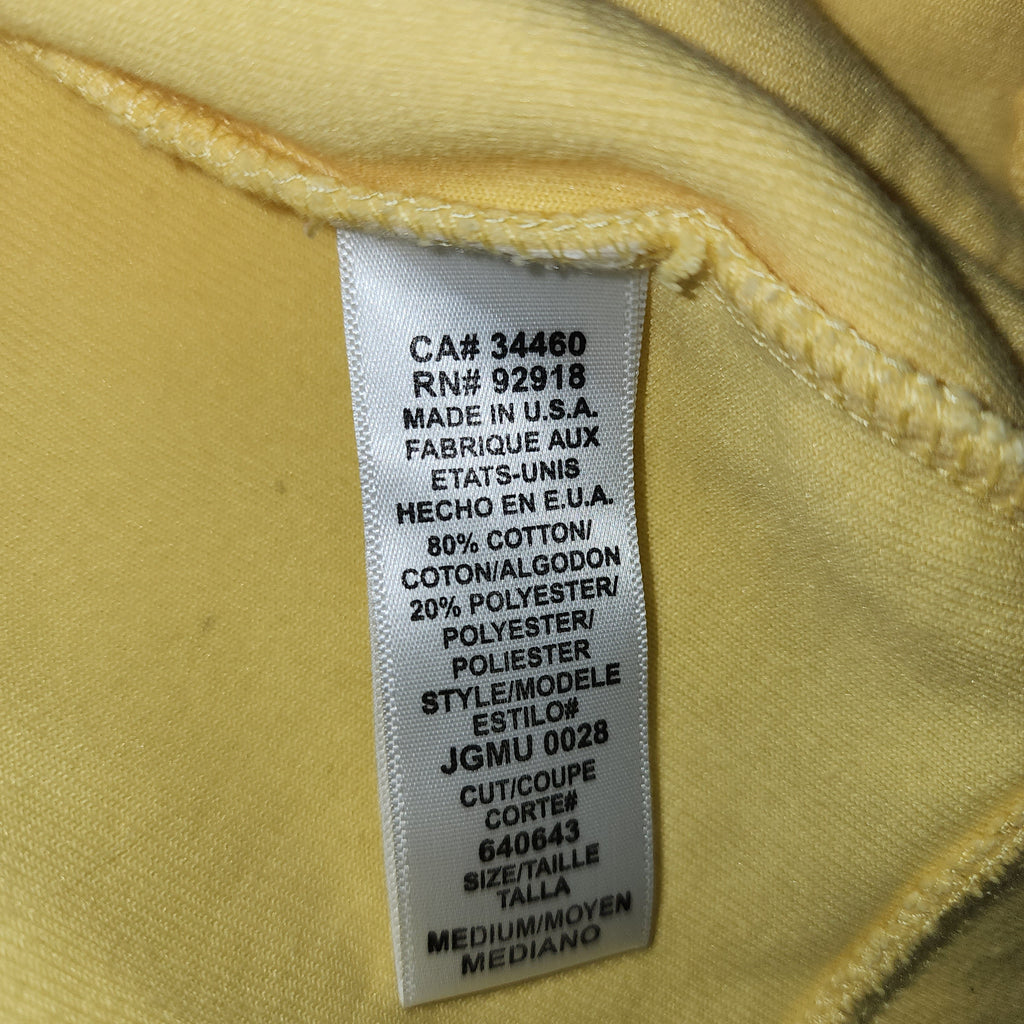 CA# 34460
RN# 92918
MADE IN U.S.A.
FABRIQUE AUX
ETATS-UNIS
HECHO EN E.U.A.
80% COTTON/
COTON/ALGODON
20% POLYESTER/
POLYESTER/
POLIESTER
STYLE/MODELE
ESTILO#
JGMU 0028
CUT/COUPE
CORTE#
640643
SIZE/TAILLE
TALLA
MEDIUM/MOYEN
MEDIANO